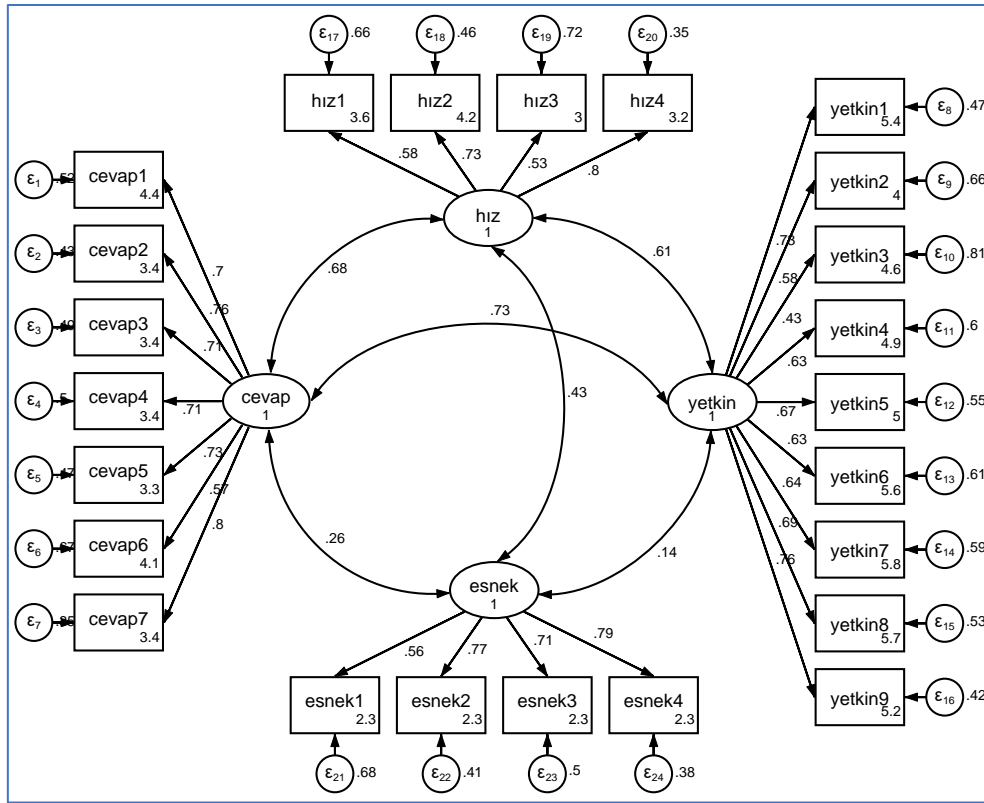 ε17 .66
ε18 .46
ε19 .72
ε20 .35
hız1 3.6
hız2 4.2
hız3 3
hız4 3.2
.58
.73
.53
.8
hız
1
ε1
cevap1 4.4
ε2
cevap2 3.4
ε3
cevap3 3.4
ε4
cevap4 3.4
ε5
cevap5 3.3
ε6
cevap6 4.1
ε7
cevap7 3.4
.7
.76
.71
.71
.73
.57
.8
cevap
1
.68
.61
.73
.43
.26
.14
yetkin
1
.73
.58
.43
.63
.67
.63
.64
.69
.76
yetkin1 5.4
ε8 .47
yetkin2 4
ε9 .66
yetkin3 4.6
ε10 .81
yetkin4 4.9
ε11 .6
yetkin5 5
ε12 .55
yetkin6 5.6
ε13 .61
yetkin7 5.8
ε14 .59
yetkin8 5.7
ε15 .53
yetkin9 5.2
ε16 .42
esnek
1
.56
.77
.71
.79
esnek1 2.3
esnek2 2.3
esnek3 2.3
esnek4 2.3
ε21 .68
ε22 .41
ε23 .5
ε24 .38